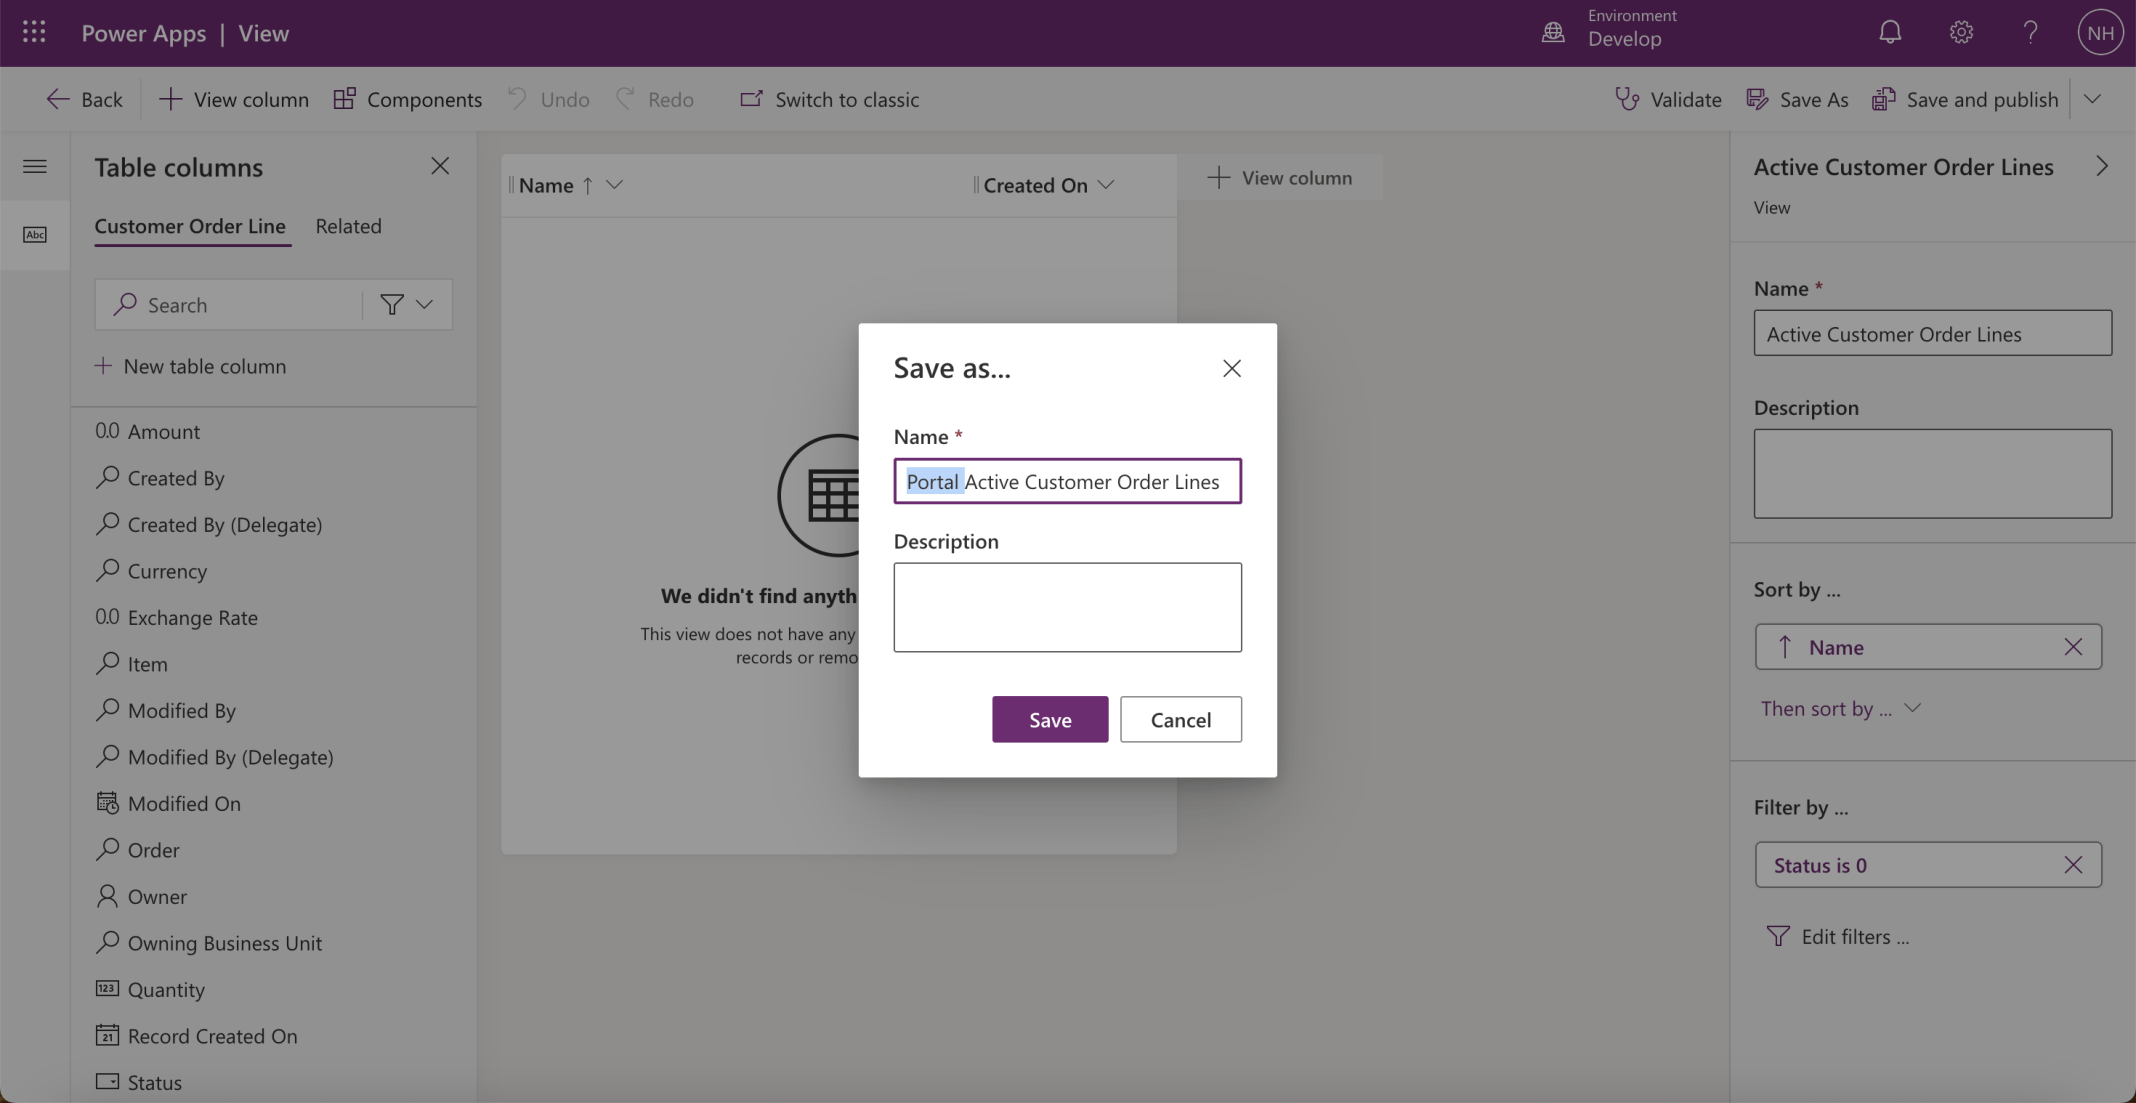 Power Apps | View
Environment
Develop
NH
Back
View column
Components
Undo
Redo
Switch to classic
Validate
Save As
Save and publish
Table columns
Customer Order Line
Related
Abc
Search
New table column
0.0 Amount
Created By
Created By (Delegate)
Currency
0.0 Exchange Rate
Item
Modified By
Modified By (Delegate)
Modified On
Order
Owner
Owning Business Unit
123 Quantity
21 Record Created On
Status
Name ↑
Created On
View column
We didn't find anyth
This view does not have any
records or remo
Save as...
Name *
Portal Active Customer Order Lines
Description
Save
Cancel
Active Customer Order Lines
View
Name *
Active Customer Order Lines
Description
Sort by ...
↑ Name
Then sort by ...
Filter by ...
Status is 0
Edit filters ...